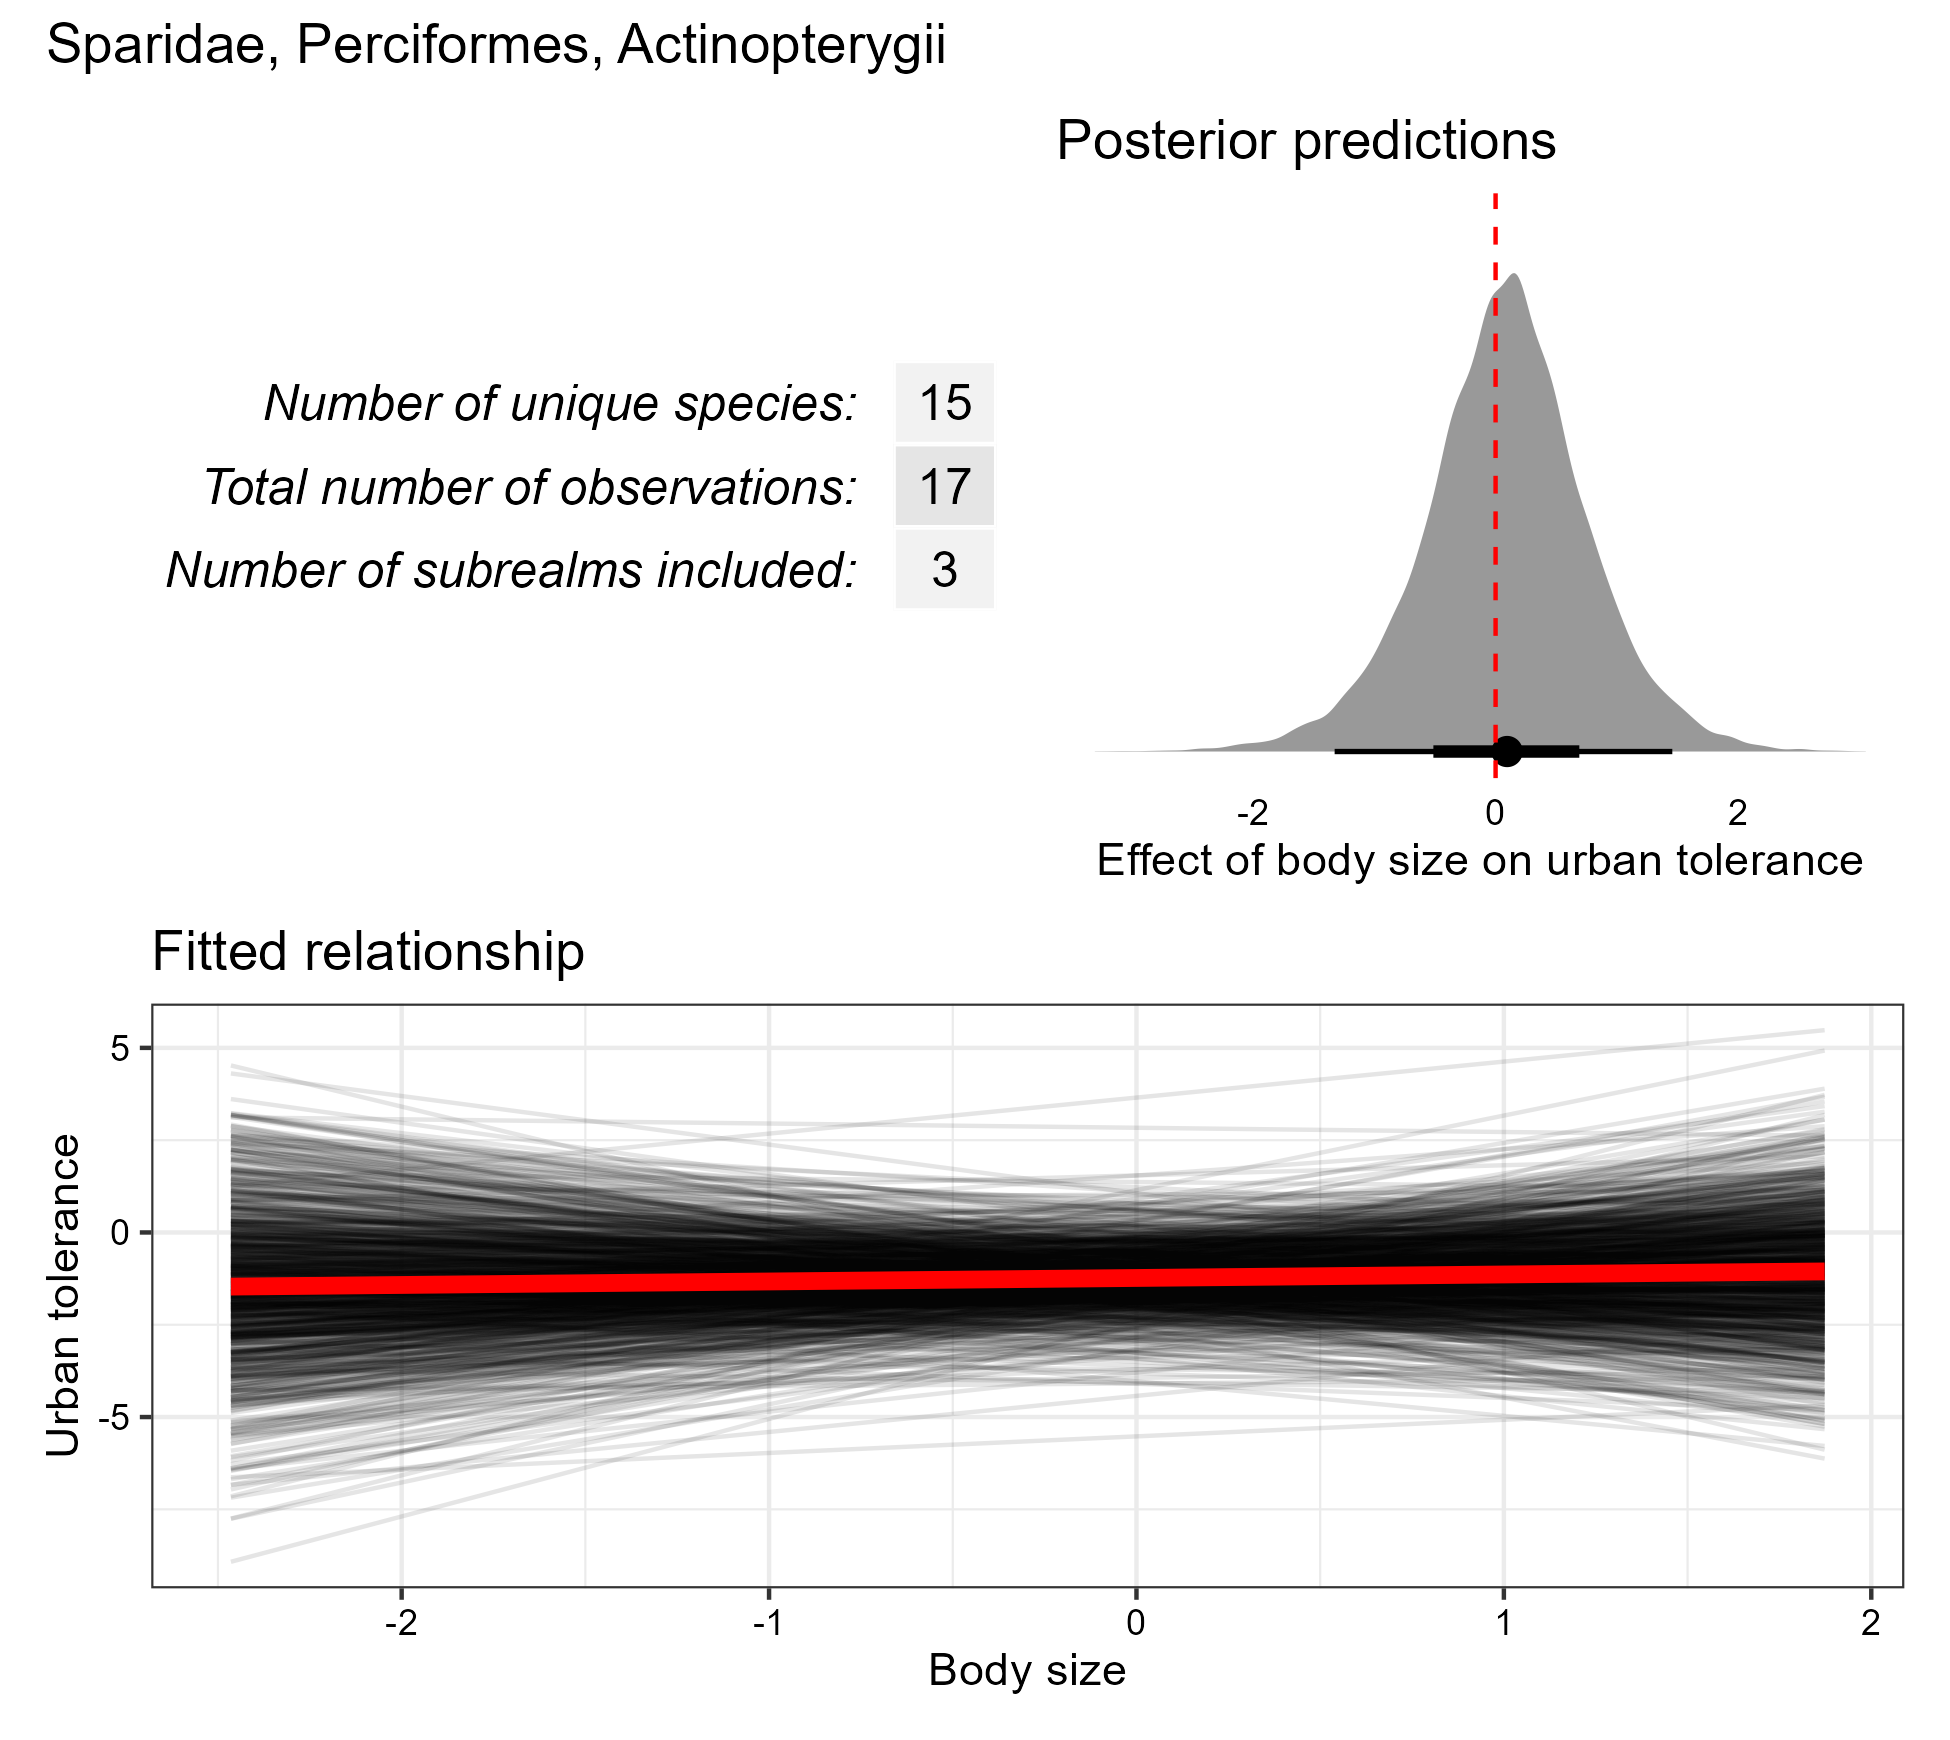 Sparidae, Perciformes, Actinopterygii
Posterior predictions
Number of unique species: 15
Total number of observations: 17
Number of subrealms included: 3
-2 0 2
Effect of body size on urban tolerance
Fitted relationship
Urban tolerance
5
0
-5
-2 -1 0 1 2
Body size